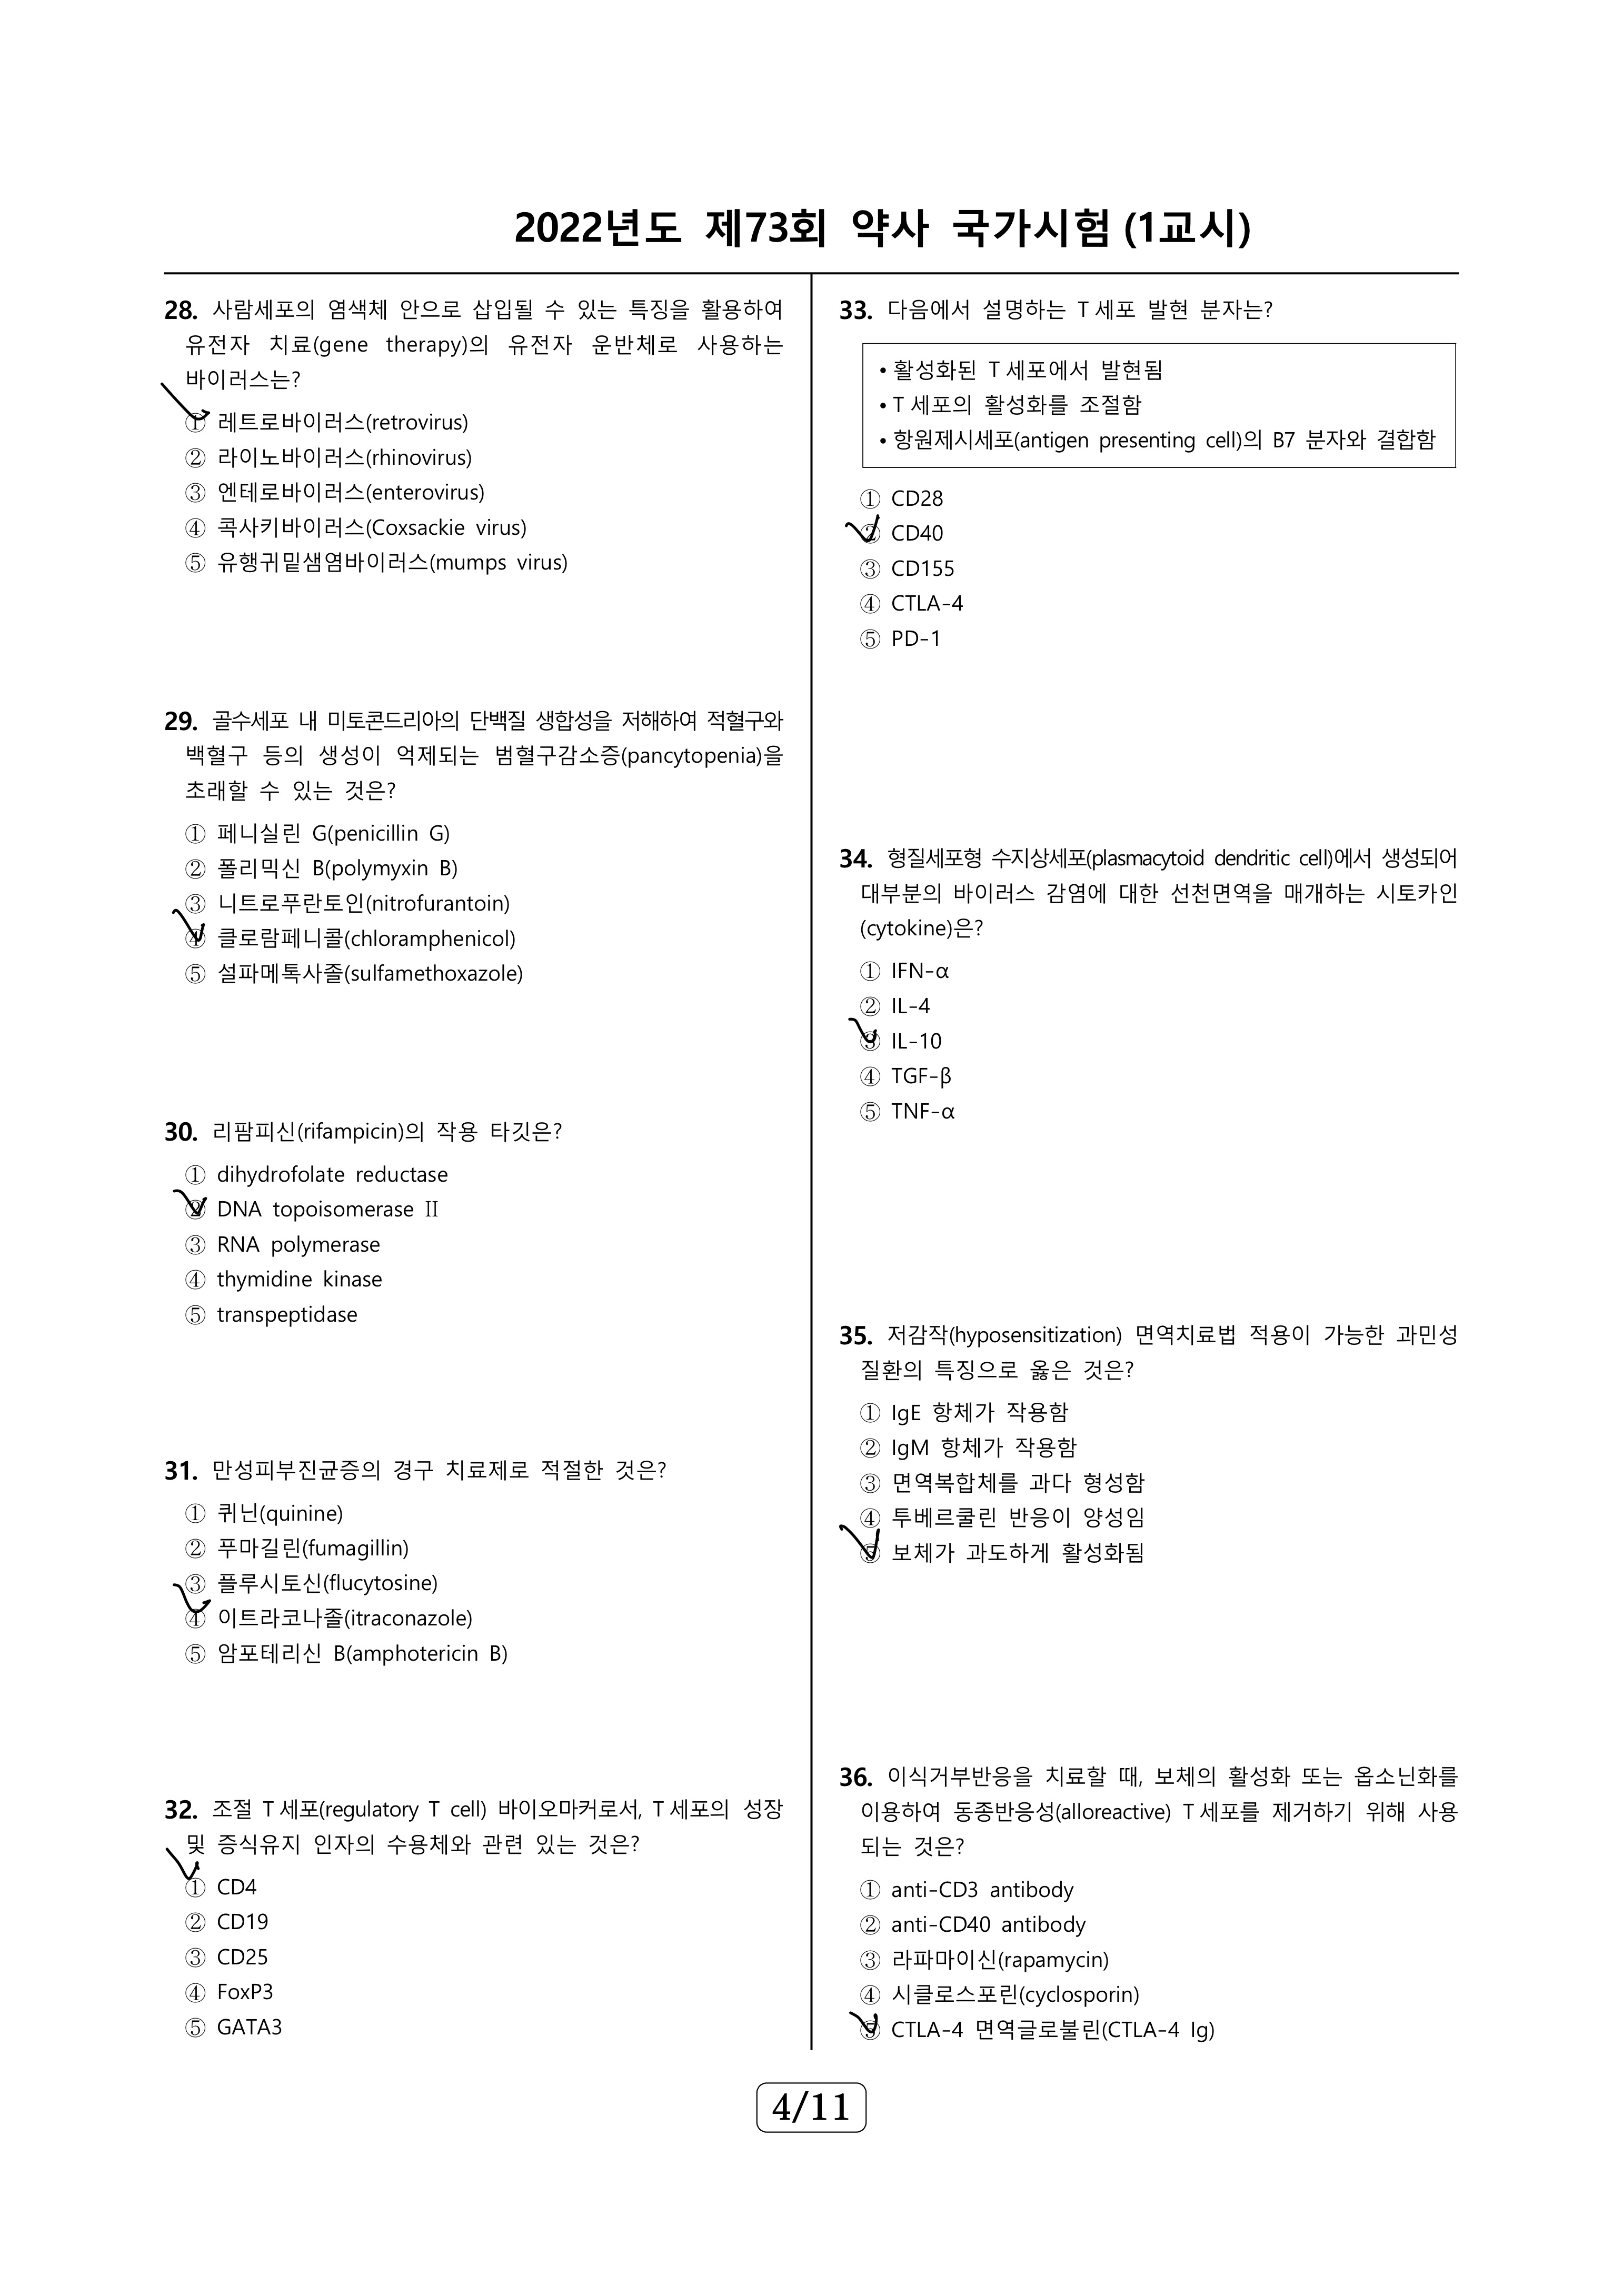 2022년도 제73회 약사 국가시험 (1교시)
28. 사람세포의 염색체 안으로 삽입될 수 있는 특징을 활용하여
유전자 치료(gene therapy)의 유전자 운반체로 사용하는
바이러스는?
① 레트로바이러스(retrovirus)
② 라이노바이러스(rhinovirus)
③ 엔테로바이러스(enterovirus)
④ 콕사키바이러스(Coxsackie virus)
⑤ 유행귀밑샘염바이러스(mumps virus)
29. 골수세포 내 미토콘드리아의 단백질 생합성을 저해하여 적혈구와
백혈구 등의 생성이 억제되는 범혈구감소증(pancytopenia)을
초래할 수 있는 것은?
① 페니실린 G(penicillin G)
② 폴리믹신 B(polymyxin B)
③ 니트로푸란토인(nitrofurantoin)
④ 클로람페니콜(chloramphenicol)
⑤ 설파메톡사졸(sulfamethoxazole)
30. 리팜피신(rifampicin)의 작용 타깃은?
① dihydrofolate reductase
② DNA topoisomerase Ⅱ
③ RNA polymerase
④ thymidine kinase
⑤ transpeptidase
31. 만성피부진균증의 경구 치료제로 적절한 것은?
① 퀴닌(quinine)
② 푸마길린(fumagillin)
③ 플루시토신(flucytosine)
④ 이트라코나졸(itraconazole)
⑤ 암포테리신 B(amphotericin B)
32. 조절 T세포(regulatory T cell) 바이오마커로서, T세포의 성장
및 증식유지 인자의 수용체와 관련 있는 것은?
① CD4
② CD19
③ CD25
④ FoxP3
⑤ GATA3
33. 다음에서 설명하는 T세포 발현 분자는?
• 활성화된 T세포에서 발현됨
• T세포의 활성화를 조절함
• 항원제시세포(antigen presenting cell)의 B7 분자와 결합함
① CD28
② CD40
③ CD155
④ CTLA-4
⑤ PD-1
34. 형질세포형 수지상세포(plasmacytoid dendritic cell)에서 생성되어
대부분의 바이러스 감염에 대한 선천면역을 매개하는 시토카인
(cytokine)은?
① IFN-α
② IL-4
③ IL-10
④ TGF-β
⑤ TNF-α
35. 저감작(hyposensitization) 면역치료법 적용이 가능한 과민성
질환의 특징으로 옳은 것은?
① IgE 항체가 작용함
② IgM 항체가 작용함
③ 면역복합체를 과다 형성함
④ 투베르쿨린 반응이 양성임
⑤ 보체가 과도하게 활성화됨
36. 이식거부반응을 치료할 때, 보체의 활성화 또는 옵소닌화를
이용하여 동종반응성(alloreactive) T세포를 제거하기 위해 사용
되는 것은?
① anti-CD3 antibody
② anti-CD40 antibody
③ 라파마이신(rapamycin)
④ 시클로스포린(cyclosporin)
⑤ CTLA-4 면역글로불린(CTLA-4 Ig)
4/11